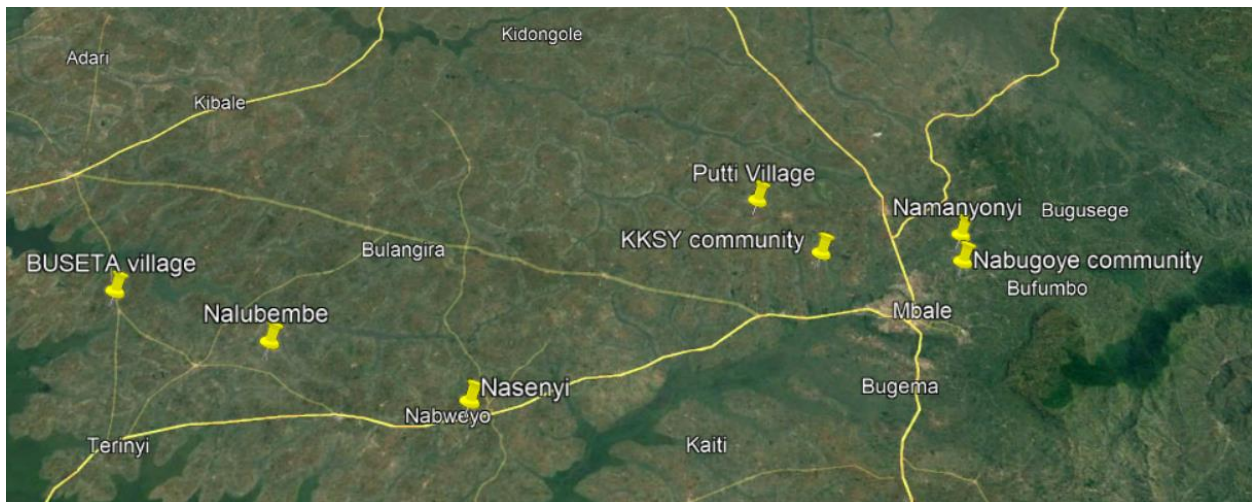 Kidongole
Adari
Kibale
Putti Village
Namanyonyi
Bugusege
KKSY community
Bulangira
BUSETA village
Nabugoye community
Bufumbo
Nalubembe
Mbale
Nasenyi
Bugema
Nabweyo
Terinyi
Kaiti